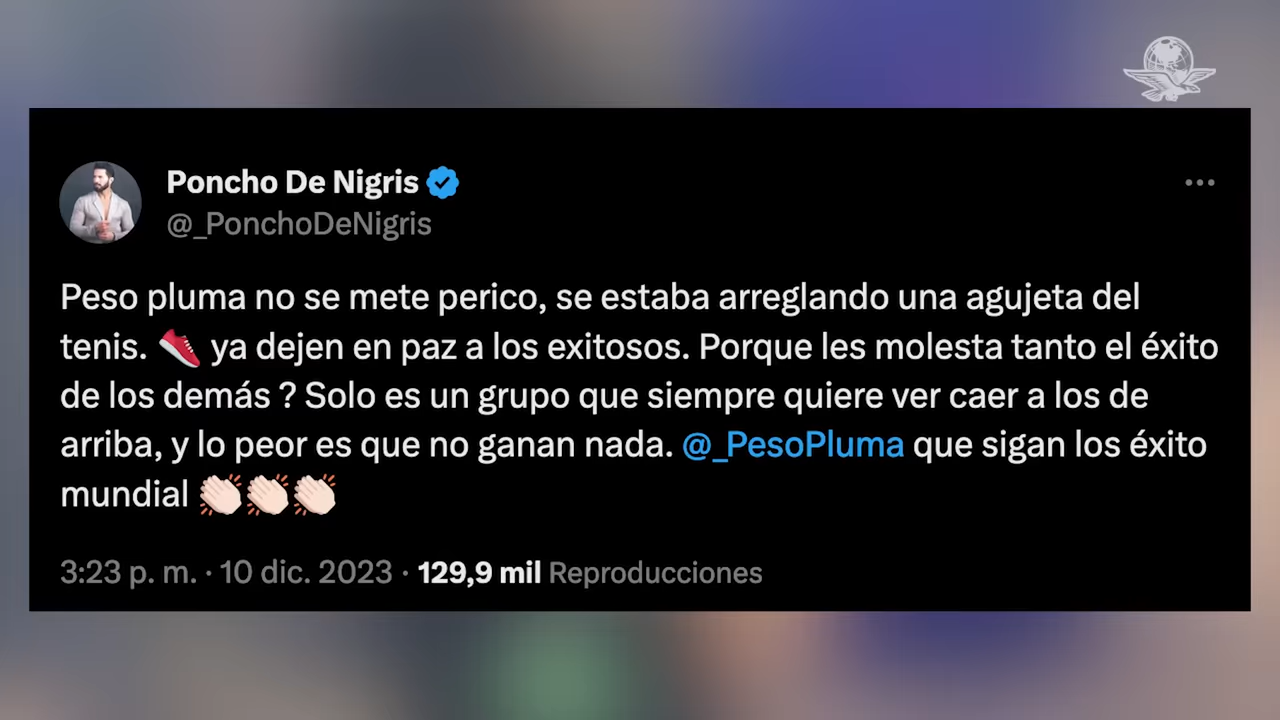 Poncho De Nigris
@_PonchoDeNigris
Peso pluma no se mete perico, se estaba arreglando una agujeta del
tenis. 👟 ya dejen en paz a los exitosos. Porque les molesta tanto el éxito
de los demás ? Solo es un grupo que siempre quiere ver caer a los de
arriba, y lo peor es que no ganan nada. @_PesoPluma que sigan los éxito
mundial 👏🏻👏🏻👏🏻
3:23 p. m. · 10 dic. 2023 · 129,9 mil Reproducciones